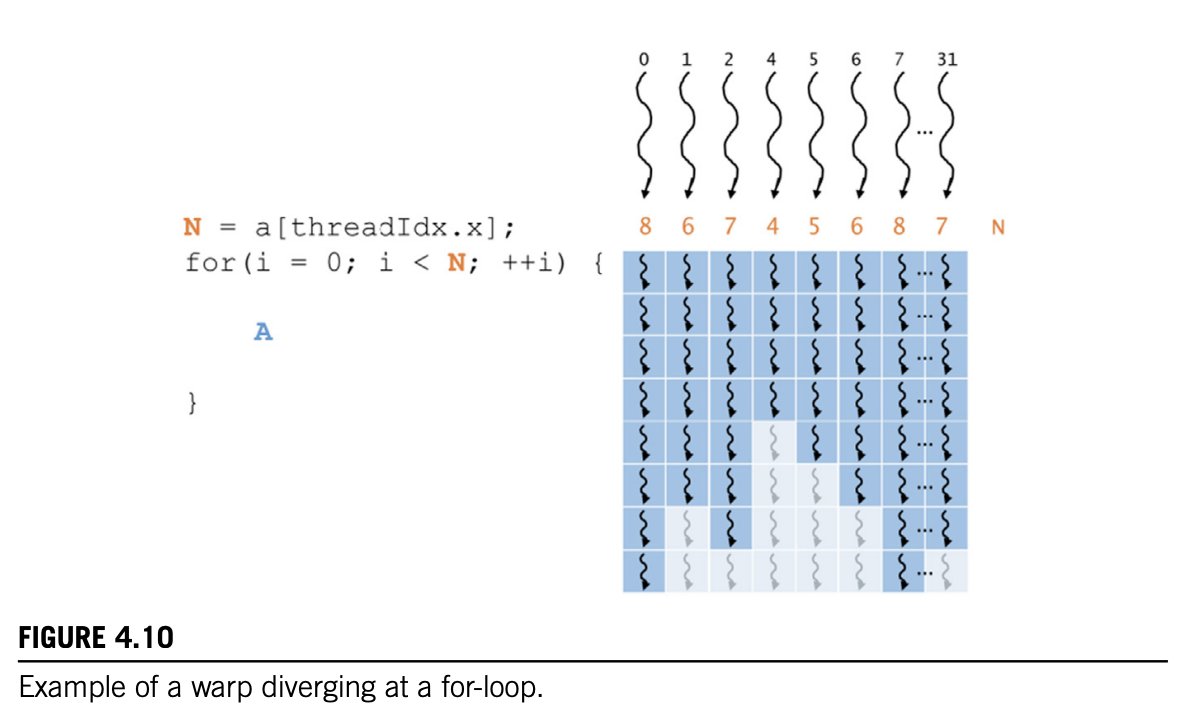 0 1 2 4 5 6 7 31
...
8 6 7 4 5 6 8 7 N
N = a[threadIdx.x];
for(i = 0; i < N; ++i) {
...
...
...
...
A
...
...
...
...
}
FIGURE 4.10
Example of a warp diverging at a for-loop.